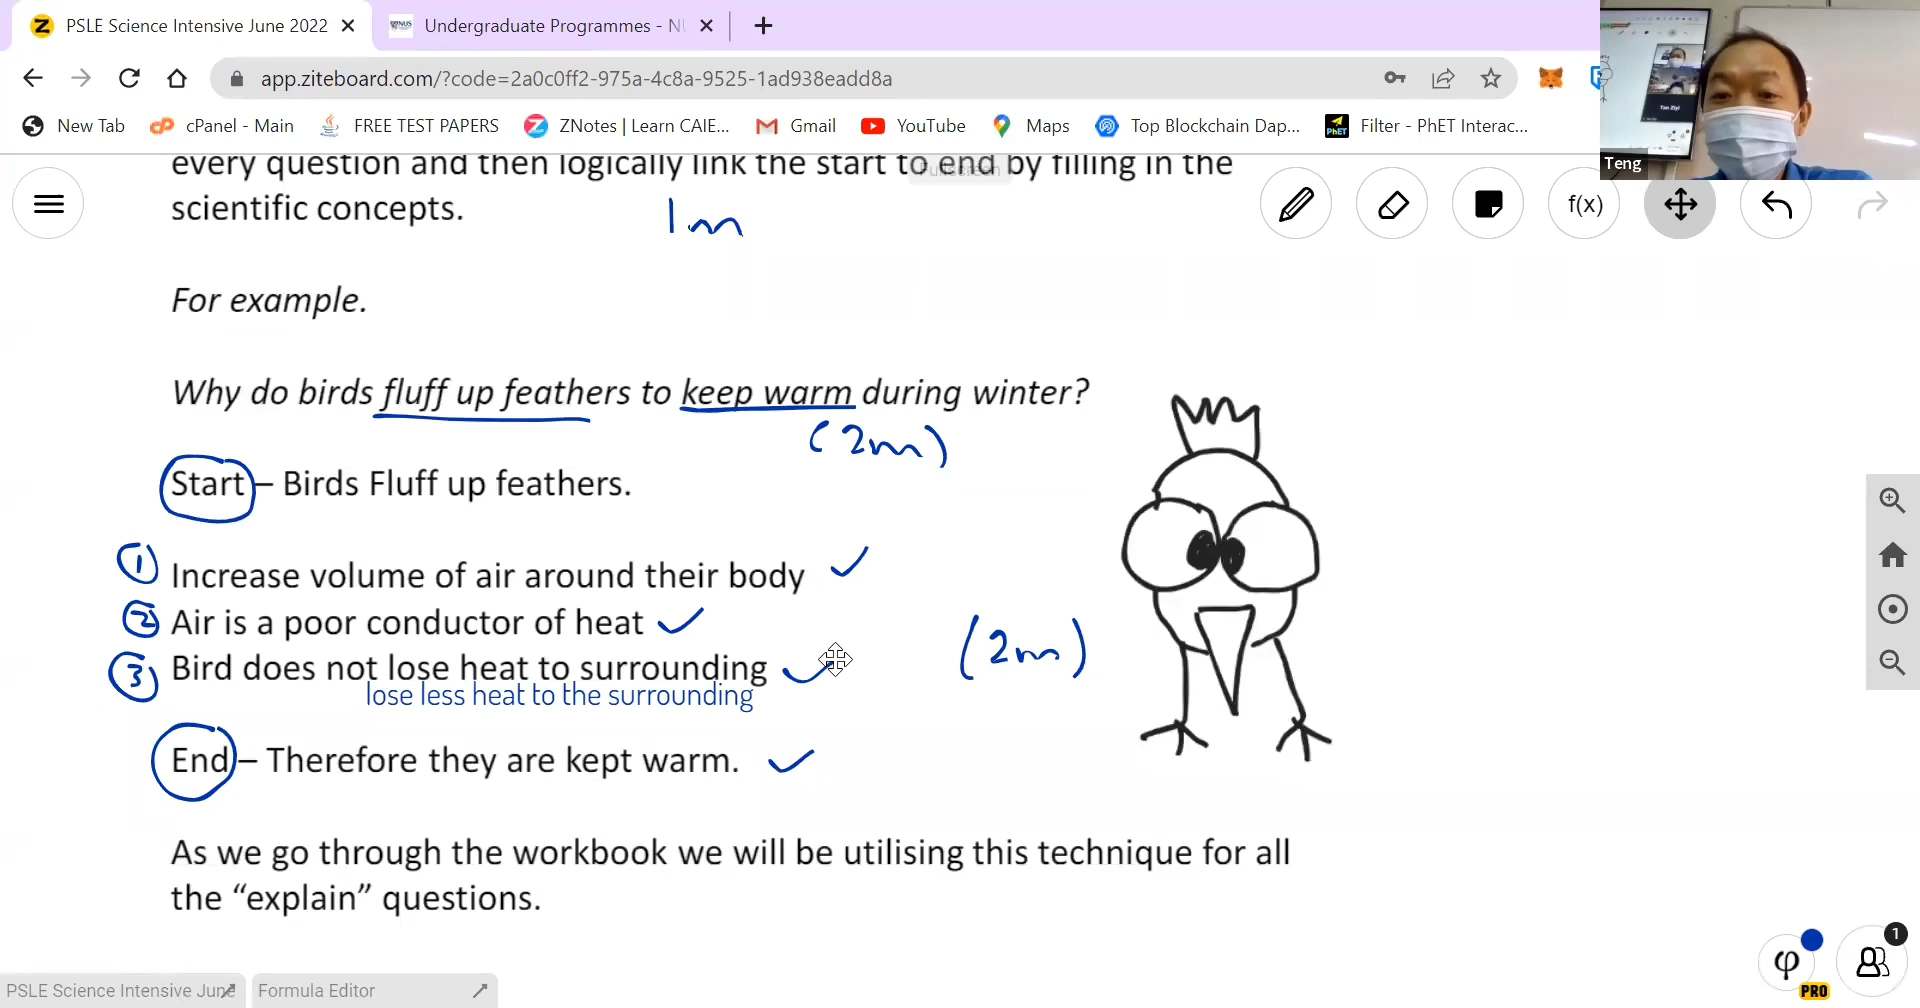 PSLE Science Intensive June 2022
Undergraduate Programmes - NU
app.ziteboard.com/?code=2a0c0ff2-975a-4c8a-9525-1ad938eadd8a
New Tab
cPanel - Main
FREE TEST PAPERS
ZNotes | Learn CAIE...
Gmail
YouTube
Maps
Top Blockchain Dap...
Filter - PhET Interac...
Teng
every question and then logically link the start to end by filling in the
Fullscreen
scientific concepts.
1m
f(x)
For example.
Why do birds fluff up feathers to keep warm during winter?
(2m)
Start – Birds Fluff up feathers.
① Increase volume of air around their body
② Air is a poor conductor of heat
③ Bird does not lose heat to surrounding
(2m)
lose less heat to the surrounding
End – Therefore they are kept warm.
As we go through the workbook we will be utilising this technique for all
the “explain” questions.
φ
PRO
1
PSLE Science Intensive June
Formula Editor